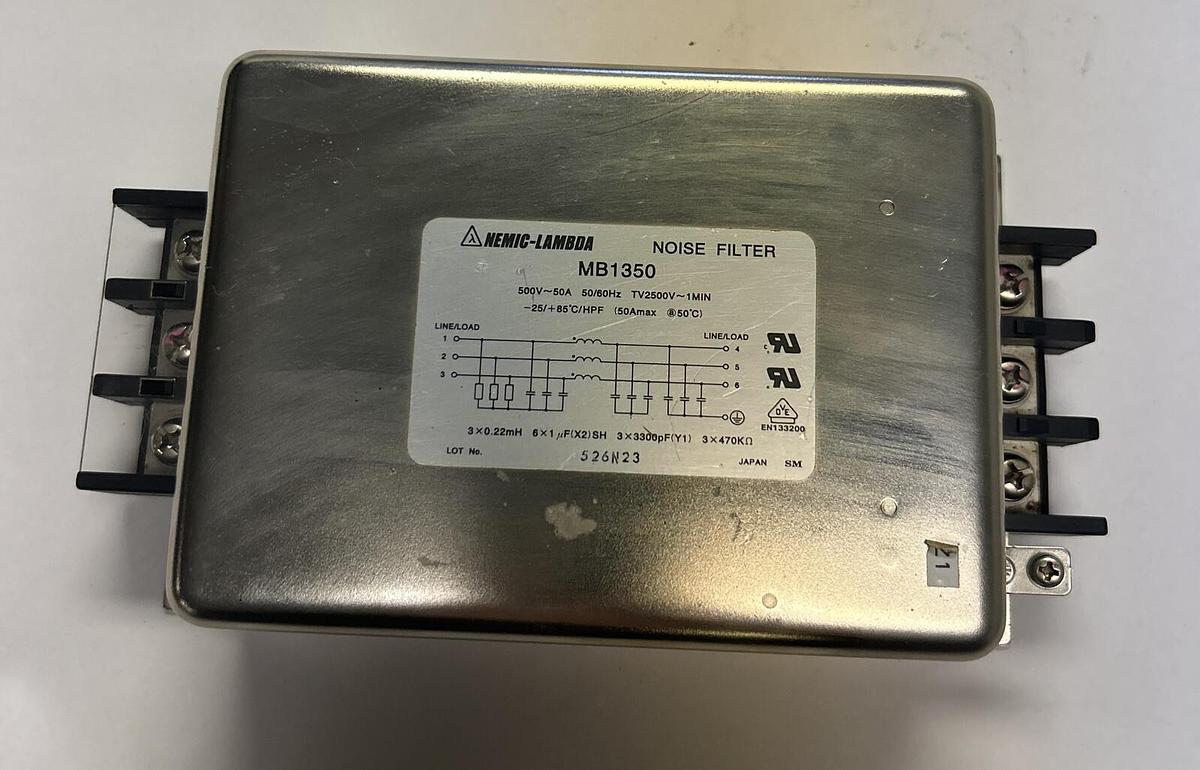 NEMIC-LAMBDA NOISE FILTER
MB1350
500V~50A 50/60Hz TV2500V~1MIN
-25/+85℃/HPF (50Amax @50℃)
LINE/LOAD LINE/LOAD
1 4
2 5
3 6
VDE
EN133200
3×0.22mH 6×1μF(X2)SH 3×3300pF(Y1) 3×470KΩ
LOT No. 526N23 JAPAN SM
21